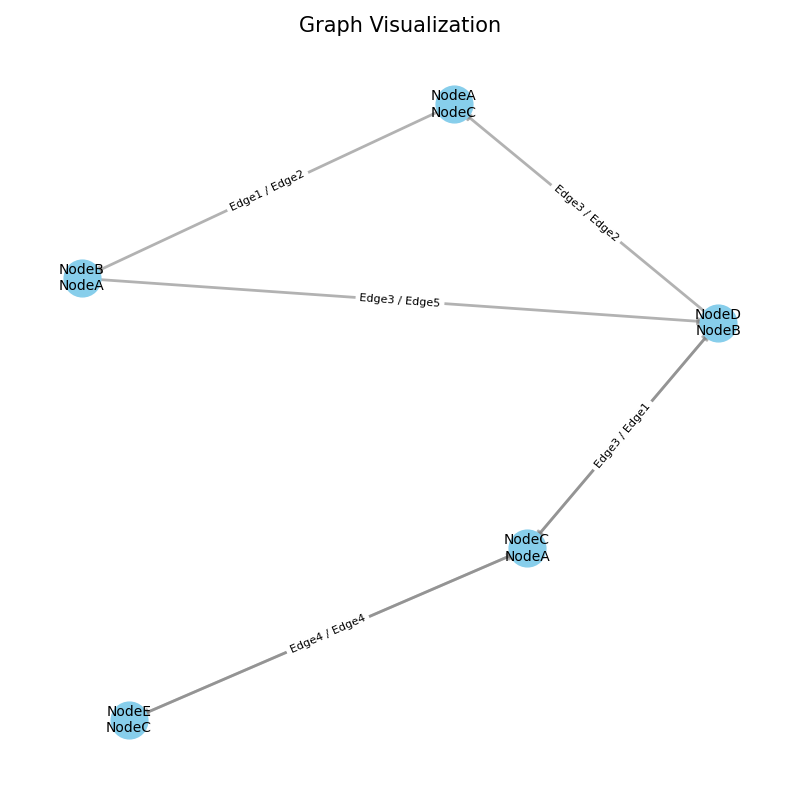 Graph Visualization
NodeA
NodeC
Edge1 / Edge2
Edge3 / Edge2
NodeB
NodeA
Edge3 / Edge5
NodeD
NodeB
Edge3 / Edge1
NodeC
NodeA
Edge4 / Edge4
NodeE
NodeC